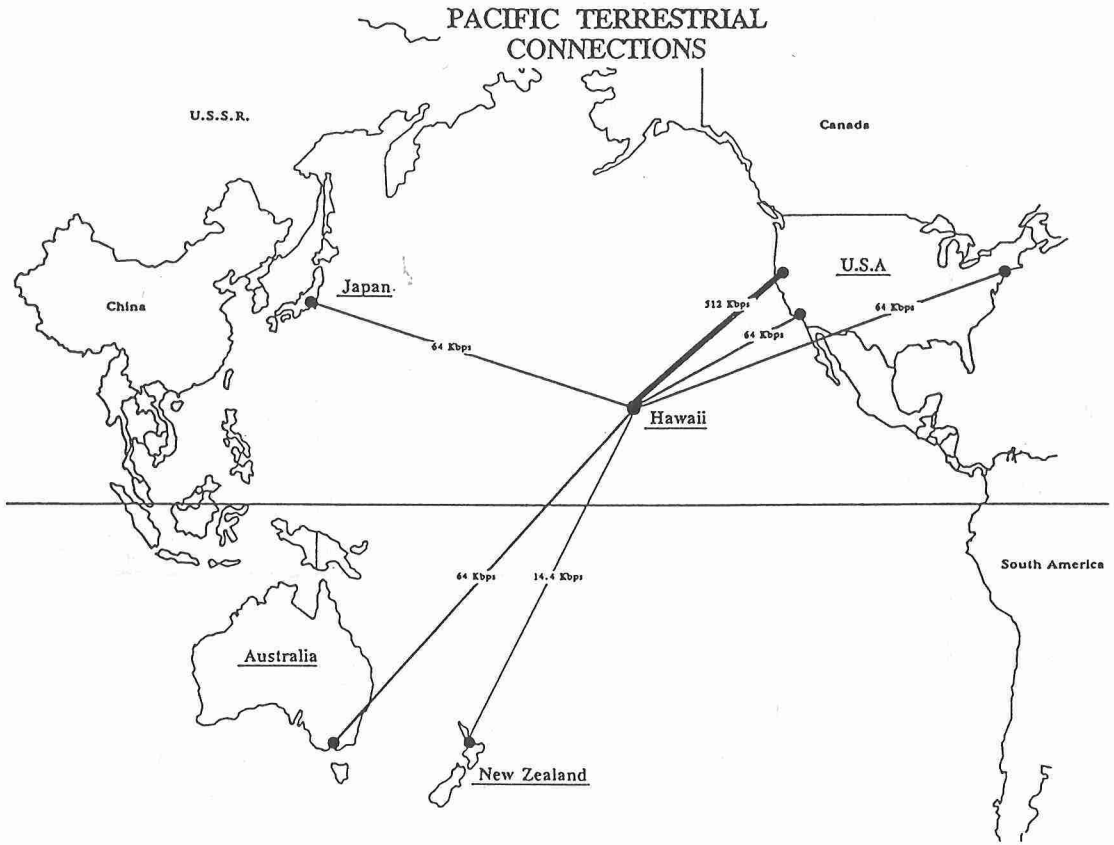 PACIFIC TERRESTRIAL
CONNECTIONS
U.S.S.R.
Canada
U.S.A
Japan
China
512 Kbps
64 Kbps
64 Kbps
64 Kbps
Hawaii
South America
64 Kbps
14.4 Kbps
Australia
New Zealand